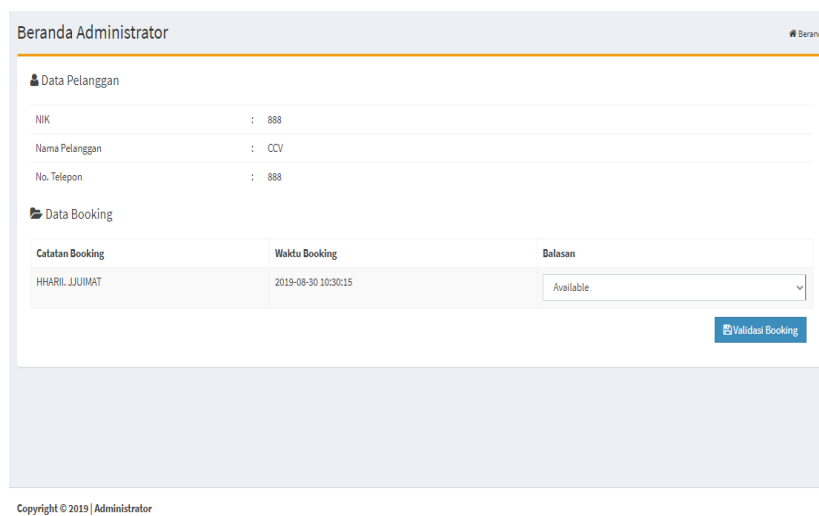 Beranda Administrator
Beran
Data Pelanggan
NIK : 888
Nama Pelanggan : CCV
No. Telepon : 888
Data Booking
Catatan Booking Waktu Booking Balasan
HHARII. JJUIMAT 2019-08-30 10:30:15 Available
Validasi Booking
Copyright © 2019 | Administrator